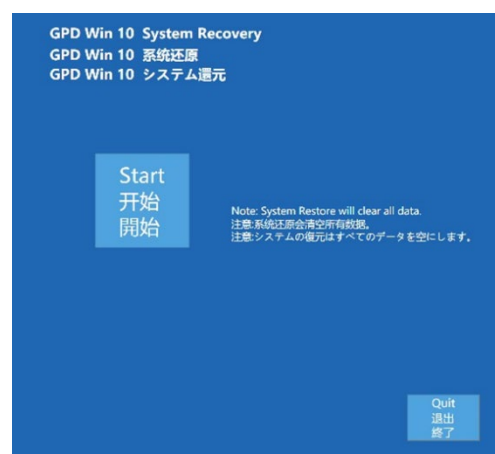 GPD Win 10 System Recovery
GPD Win 10 系统还原
GPD Win 10 システム還元
Start
开始
開始
Note: System Restore will clear all data.
注意:系统还原会清空所有数据。
注意:システムの復元はすべてのデータを空にします。
Quit
退出
終了